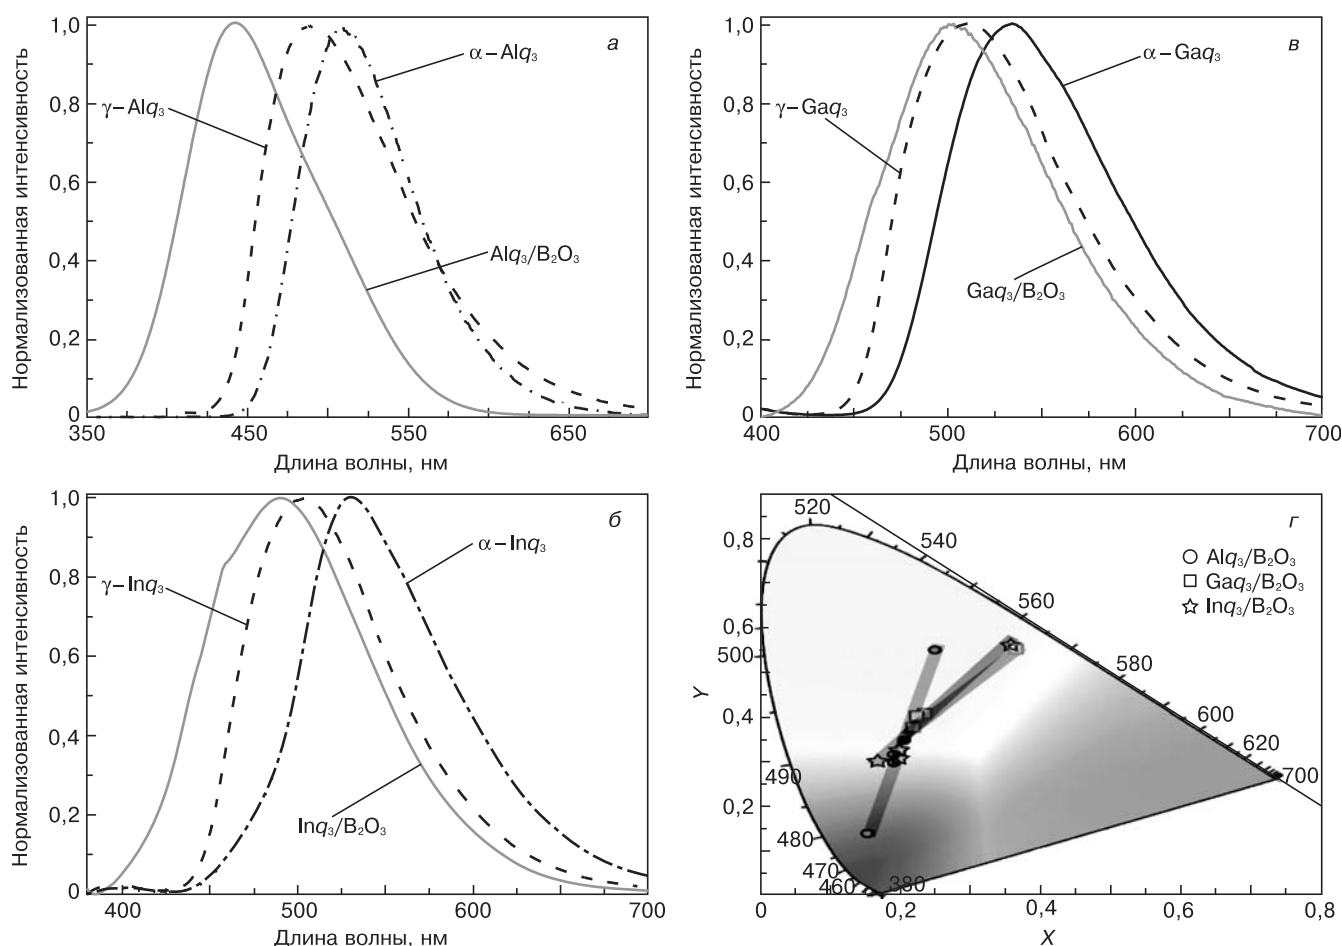 1,0
0,8
0,6
0,4
0,2
0
350
450
550
650
Длина волны, нм
Нормализованная интенсивность
а
α–Alq₃
γ–Alq₃
Alq₃/B₂O₃
1,0
0,8
0,6
0,4
0,2
0
400
500
600
700
Длина волны, нм
Нормализованная интенсивность
в
α–Gaq₃
γ–Gaq₃
Gaq₃/B₂O₃
1,0
0,8
0,6
0,4
0,2
0
400
500
600
700
Длина волны, нм
Нормализованная интенсивность
б
α–Inq₃
γ–Inq₃
Inq₃/B₂O₃
0,8
0,6
0,4
0,2
0
0,2
0,4
0,6
0,8
X
Y
г
Alq₃/B₂O₃
Gaq₃/B₂O₃
Inq₃/B₂O₃
520
540
560
580
600
620
700
500
490
480
470
460
380